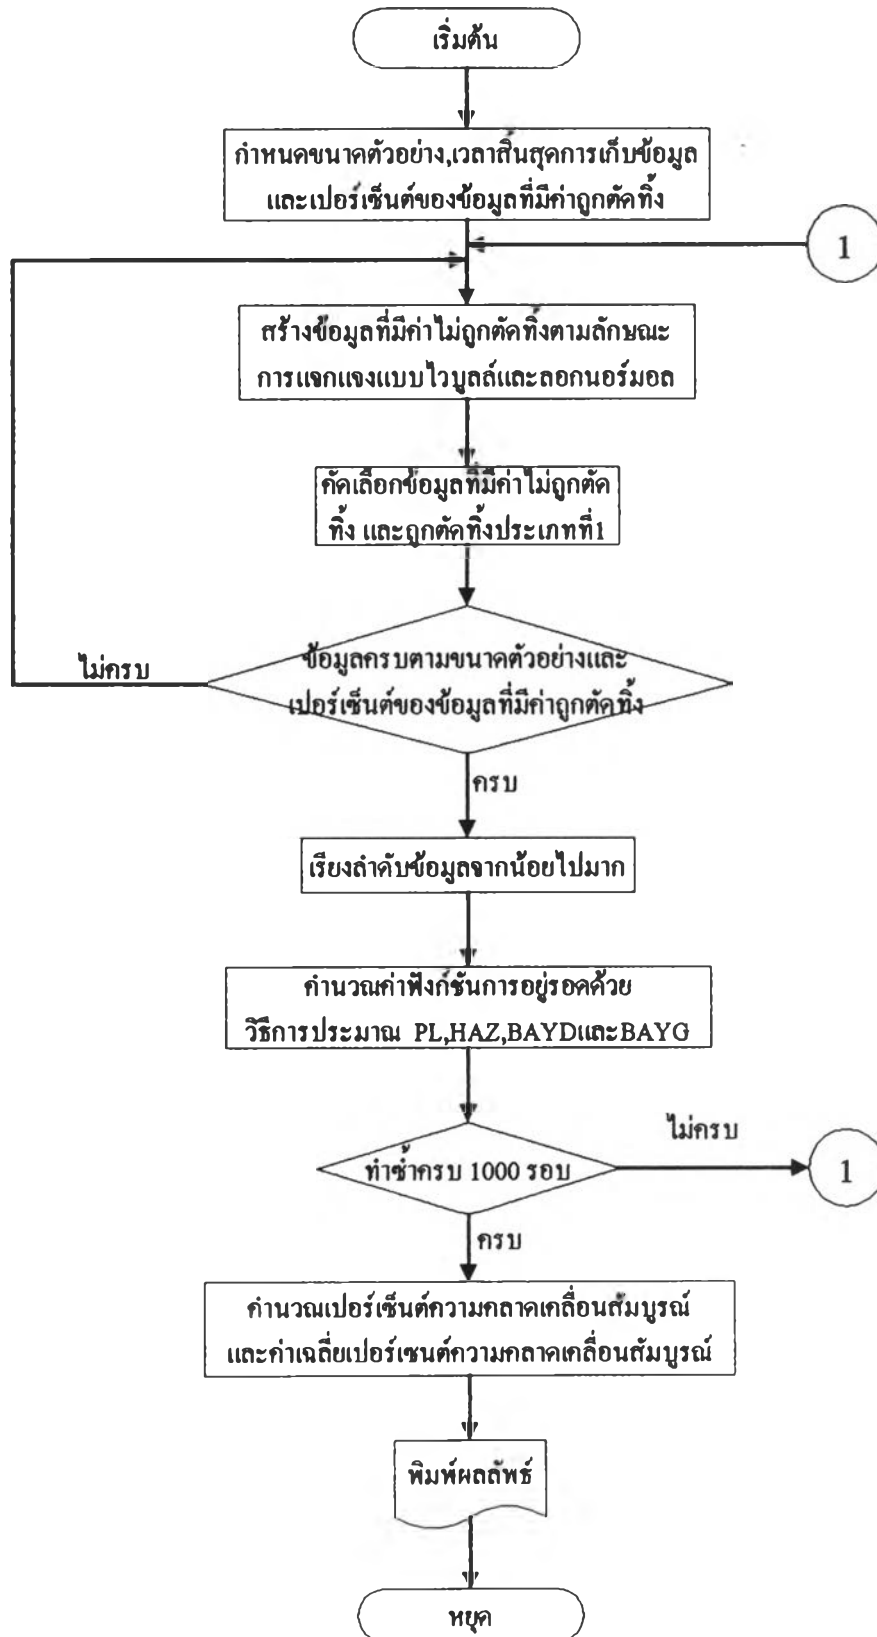 เริ่มต้น
กำหนดขนาดตัวอย่าง,เวลาสิ้นสุดการเก็บข้อมูล
และเปอร์เซ็นต์ของข้อมูลที่มีค่าถูกตัดทิ้ง
1
สร้างข้อมูลที่มีค่าไม่ถูกตัดทิ้งตามลักษณะ
การแจกแจงแบบไวบูลล์และลอกนอร์มอล
คัดเลือกข้อมูลที่มีค่าไม่ถูกตัด
ทิ้ง และถูกตัดทิ้งประเภทที่1
ไม่ครบ
ข้อมูลครบตามขนาดตัวอย่างและ
เปอร์เซ็นต์ของข้อมูลที่มีค่าถูกตัดทิ้ง
ครบ
เรียงลำดับข้อมูลจากน้อยไปมาก
คำนวณค่าฟังก์ชันการอยู่รอดด้วย
วิธีการประมาณ PL,HAZ,BAYDและBAYG
ไม่ครบ
ทำซ้ำครบ 1000 รอบ
1
ครบ
คำนวณเปอร์เซ็นต์ความคลาดเคลื่อนสัมบูรณ์
และค่าเฉลี่ยเปอร์เซนต์ความคลาดเคลื่อนสัมบูรณ์
พิมพ์ผลลัพธ์
หยุด